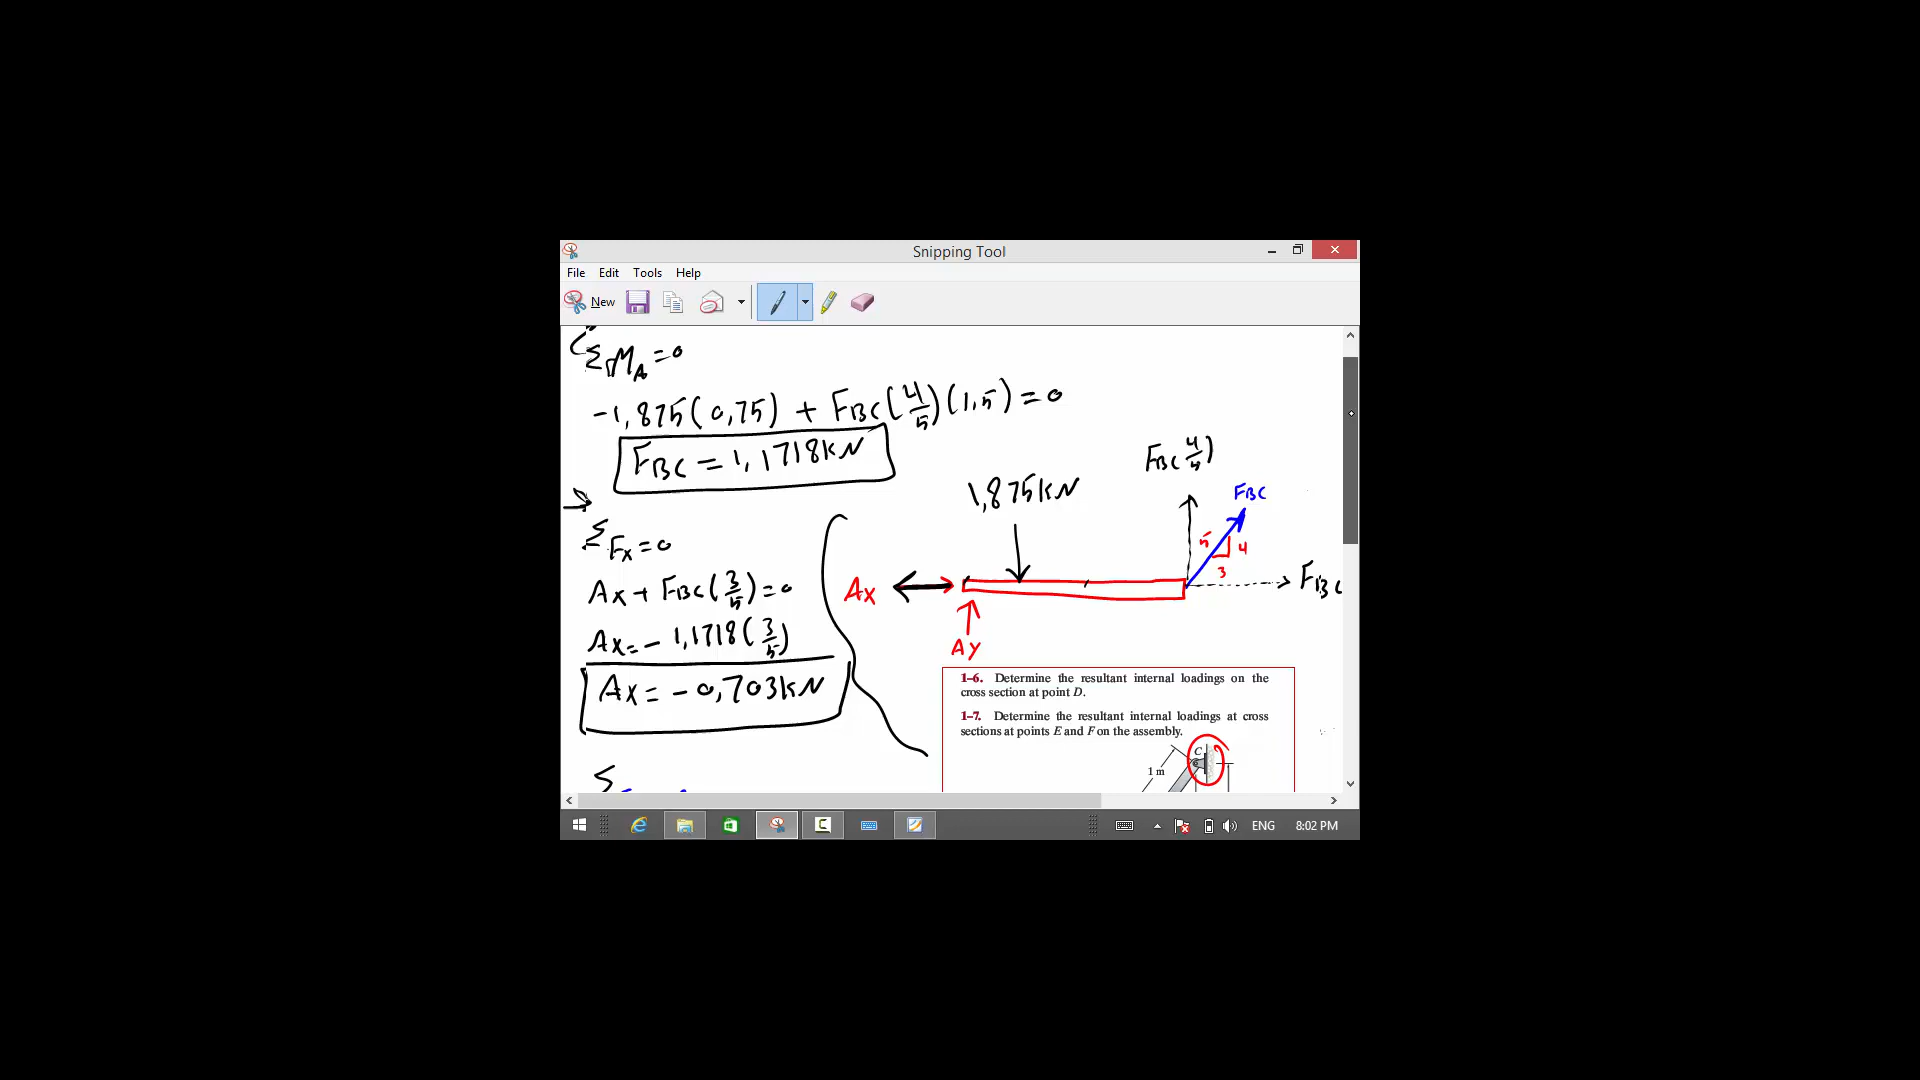 Snipping Tool
File Edit Tools Help
New
ΣMA=0
-1,875(0,75) + FBC(4/5)(1,5)=0
FBC=1,1718KN
ΣFx=0
Ax+FBC(3/5)=0
Ax=-1,1718(3/5)
Ax=-0,703KN
1,875KN
FBC(4/5)
FBC
5
4
3
FBC
Ax
Ay
1–6. Determine the resultant internal loadings on the
cross section at point D.
1–7. Determine the resultant internal loadings at cross
sections at points E and F on the assembly.
C
1 m
Σ
ENG 8:02 PM